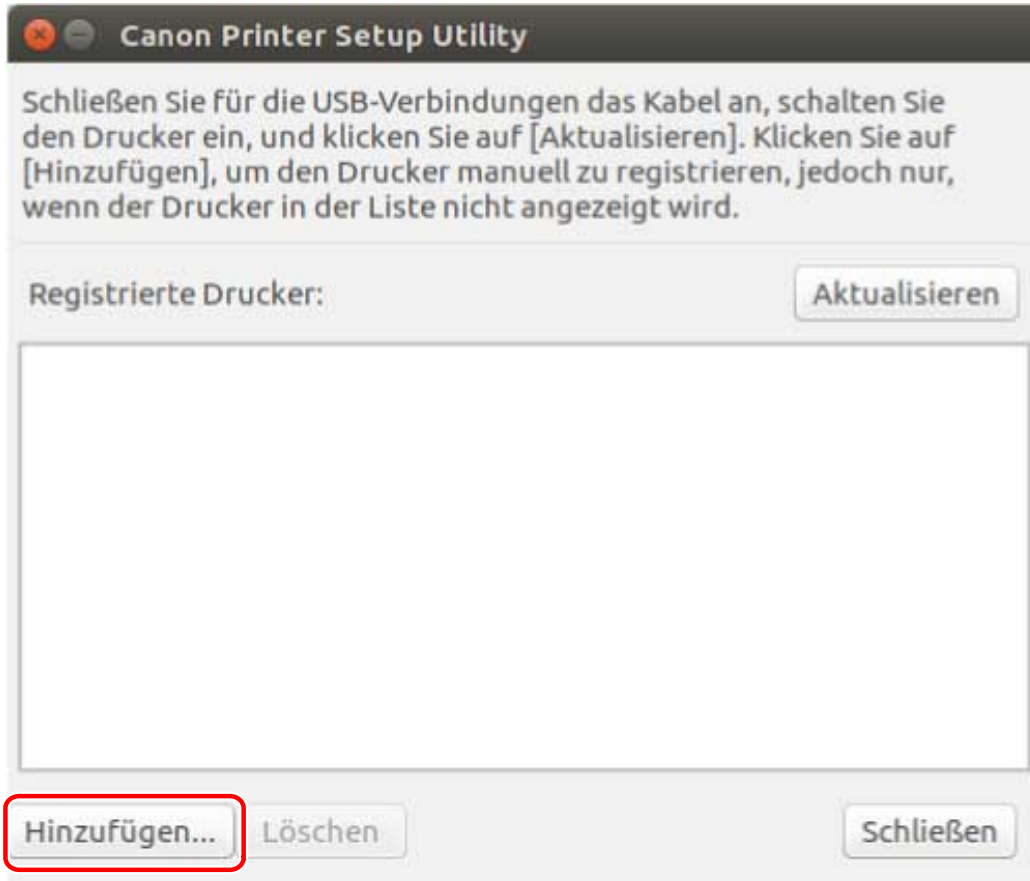 Canon Printer Setup Utility
Schließen Sie für die USB-Verbindungen das Kabel an, schalten Sie
den Drucker ein, und klicken Sie auf [Aktualisieren]. Klicken Sie auf
[Hinzufügen], um den Drucker manuell zu registrieren, jedoch nur,
wenn der Drucker in der Liste nicht angezeigt wird.
Registrierte Drucker:
Aktualisieren
Hinzufügen...
Löschen
Schließen